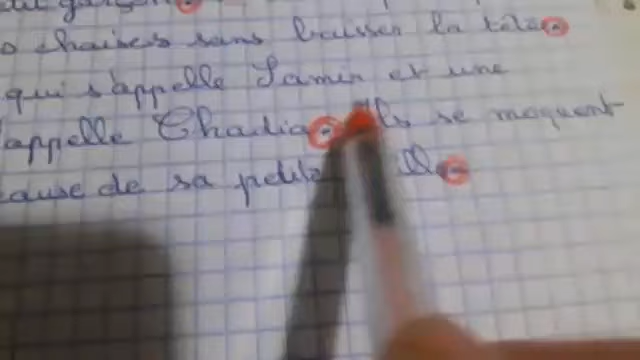 garçon.
chaises sans baisser la tête.
qui s'appelle Samir et une
appelle Chadia. Ils se moquent
cause de sa petite